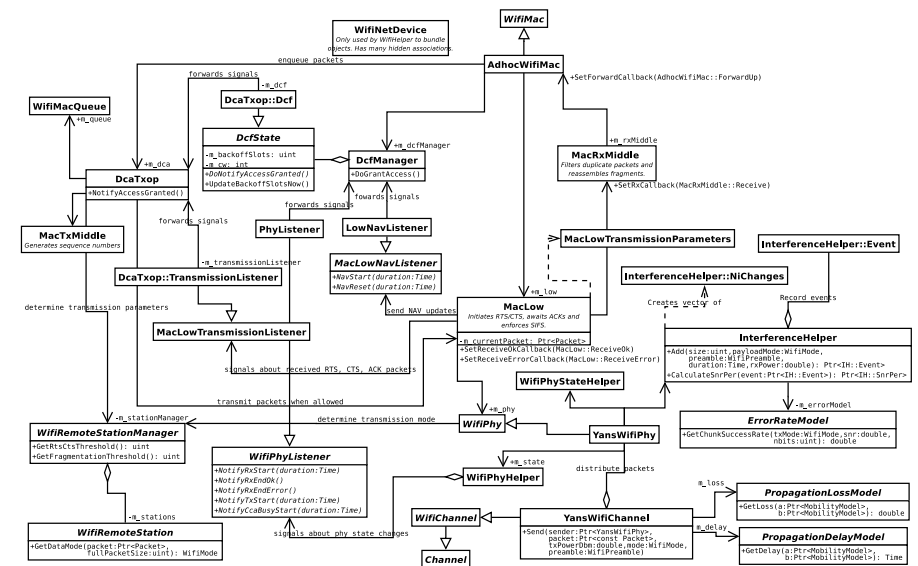 WifiMac
WifiNetDevice
Only used by WifiHelper to bundle
objects. Has many hidden associations.
enqueue packets
AdhocWifiMac
forwards signals
-m_dcf
+SetForwardCallback(AdhocWifiMac::ForwardUp)
WifiMacQueue
DcaTxop::Dcf
+m_queue
DcfState
-m_backoffSlots: uint
-m_cw: int
+DoNotifyAccessGranted()
+UpdateBackoffSlotsNow()
+m_dcfManager
DcfManager
+DoGrantAccess()
+m_rxMiddle
MacRxMiddle
Filters duplicate packets and
reassembles fragments.
+SetRxCallback(MacRxMiddle::Receive)
+m_dca
DcaTxop
+NotifyAccessGranted()
forwards signals
fowards signals
forwards signals
PhyListener
LowNavListener
MacTxMiddle
Generates sequence numbers
MacLowTransmissionParameters
InterferenceHelper::Event
-m_transmissionListener
DcaTxop::TransmissionListener
MacLowNavListener
+NavStart(duration:Time)
+NavReset(duration:Time)
InterferenceHelper::NiChanges
+m_low
Creates vector of
Record events
determine transmission parameters
send NAV updates
MacLow
Initiates RTS/CTS, awaits ACKs and
enforces SIFS.
-m_currentPacket: Ptr<Packet>
+SetReceiveOkCallback(MacLow::ReceiveOk)
+SetReceiveErrorCallback(MacLow::ReceiveError)
MacLowTransmissionListener
InterferenceHelper
+Add(size:uint,payloadMode:WifiMode,
preamble:WifiPreamble,
duration:Time,rxPower:double): Ptr<IH::Event>
+CalculateSnrPer(event:Ptr<IH::Event>): Ptr<IH::SnrPer>
signals about received RTS, CTS, ACK packets
WifiPhyStateHelper
transmit packets when allowed
+m_phy
-m_errorModel
-m_stationManager
determine transmission mode
WifiPhy
YansWifiPhy
ErrorRateModel
+GetChunkSuccessRate(txMode:WifiMode,snr:double,
nbits:uint): double
WifiRemoteStationManager
+GetRtsCtsThreshold(): uint
+GetFragmentationThreshold(): uint
WifiPhyListener
+NotifyRxStart(duration:Time)
+NotifyRxEndOk()
+NotifyRxEndError()
+NotifyTxStart(duration:Time)
+NotifyCcaBusyStart(duration:Time)
+m_state
WifiPhyHelper
distribute packets
m_loss
PropagationLossModel
+GetLoss(a:Ptr<MobilityModel>,
b:Ptr<MobilityModel>): double
-m_stations
WifiRemoteStation
+GetDataMode(packet:Ptr<Packet>,
fullPacketSize:uint): WifiMode
signals about phy state changes
WifiChannel
YansWifiChannel
+Send(sender:Ptr<YansWifiPhy>,
packet:Ptr<const Packet>,
txPowerDbm:double,mode:WifiMode,
preamble:WifiPreamble)
m_delay
PropagationDelayModel
+GetDelay(a:Ptr<MobilityModel>,
b:Ptr<MobilityModel>): Time
Channel